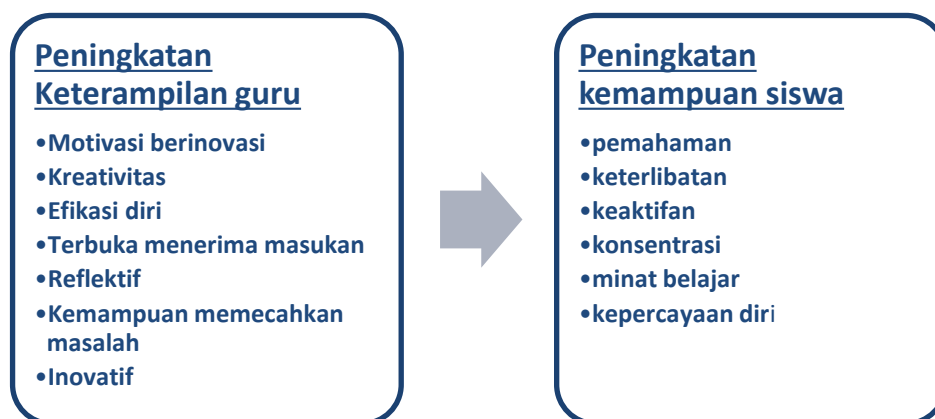 Peningkatan
Keterampilan guru
•Motivasi berinovasi
•Kreativitas
•Efikasi diri
•Terbuka menerima masukan
•Reflektif
•Kemampuan memecahkan
masalah
•Inovatif
Peningkatan
kemampuan siswa
•pemahaman
•keterlibatan
•keaktifan
•konsentrasi
•minat belajar
•kepercayaan diri